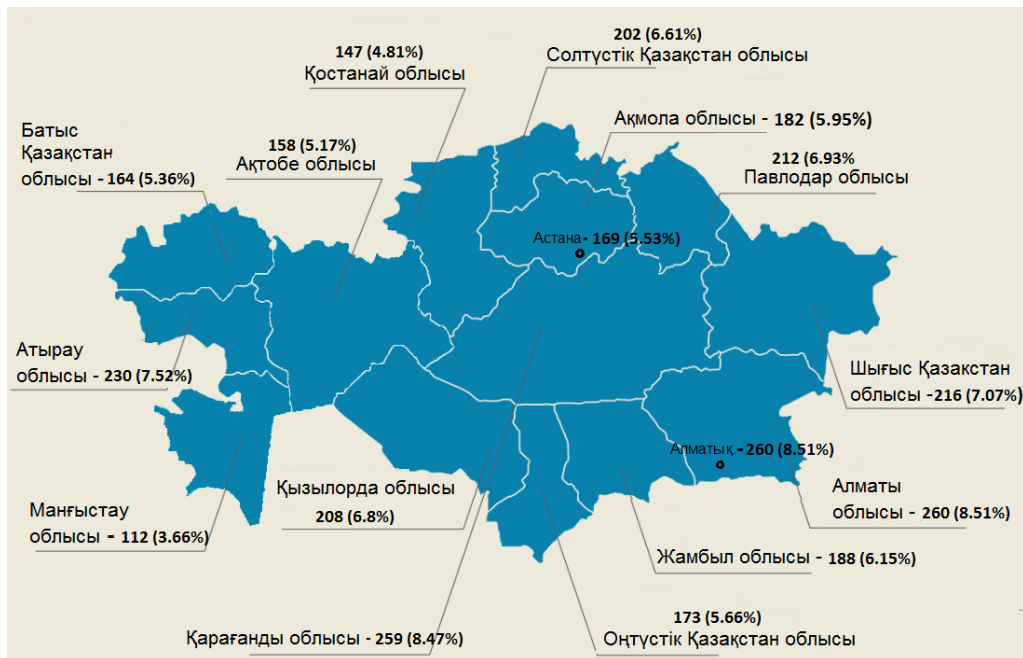 202 (6.61%)
Солтүстік Қазақстан облысы
147 (4.81%)
Қостанай облысы
Ақмола облысы - 182 (5.95%)
Батыс
Қазақстан
облысы - 164 (5.36%)
158 (5.17%)
Ақтобе облысы
212 (6.93%
Павлодар облысы
Астана - 169 (5.53%)
Атырау
облысы - 230 (7.52%)
Шығыс Қазакстан
облысы -216 (7.07%)
Алматық. - 260 (8.51%)
Алматы
облысы - 260 (8.51%)
Қызылорда облысы
208 (6.8%)
Манғыстау
облысы - 112 (3.66%)
Жамбыл облысы - 188 (6.15%)
173 (5.66%)
Оңтүстік Қазақстан облысы
Қарағанды облысы - 259 (8.47%)